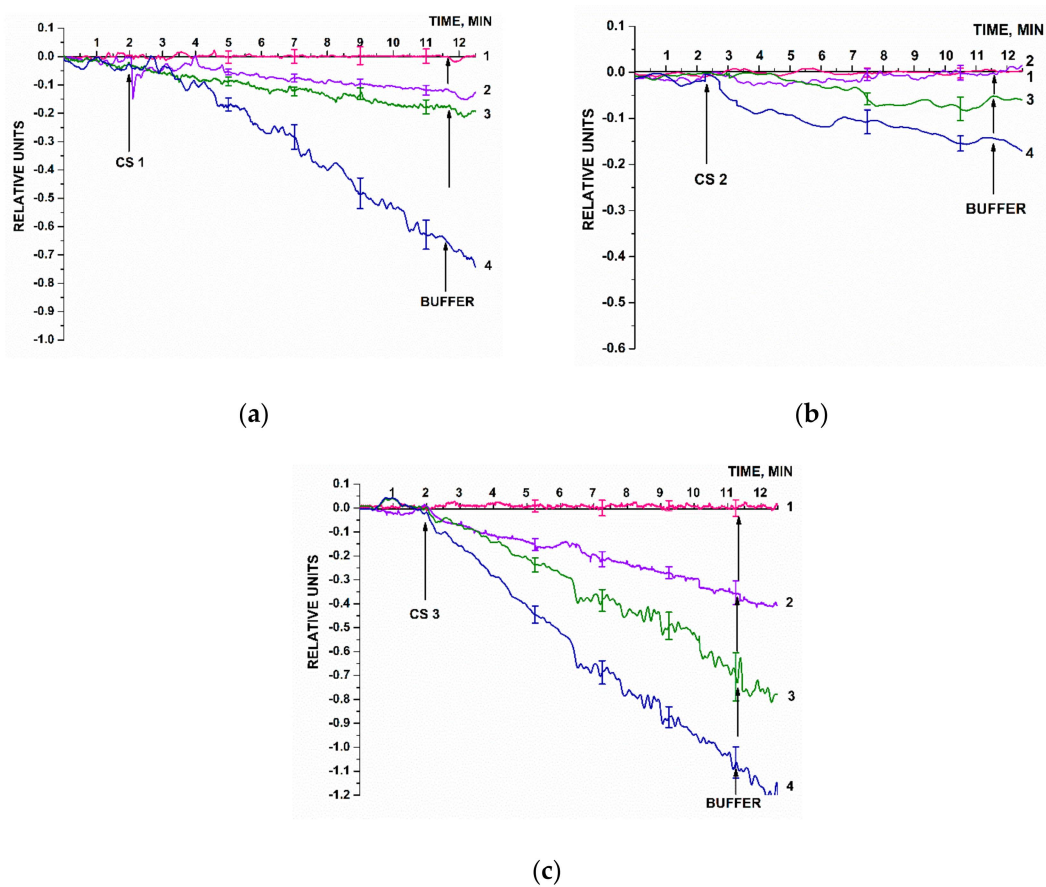 TIME, MIN
0.1
0.0
-0.1
-0.2
-0.3
-0.4
-0.5
-0.6
-0.7
-0.8
-0.9
-1.0
1 2 3 4 5 6 7 8 9 10 11 12
RELATIVE UNITS
CS 1
1
2
3
4
BUFFER
(a)
TIME, MIN
0.1
0.0
-0.1
-0.2
-0.3
-0.4
-0.5
-0.6
1 2 3 4 5 6 7 8 9 10 11 12
RELATIVE UNITS
CS 2
2
1
3
4
BUFFER
(b)
TIME, MIN
0.1
0.0
-0.1
-0.2
-0.3
-0.4
-0.5
-0.6
-0.7
-0.8
-0.9
-1.0
-1.1
-1.2
1 2 3 4 5 6 7 8 9 10 11 12
RELATIVE UNITS
CS 3
1
2
3
4
BUFFER
(c)